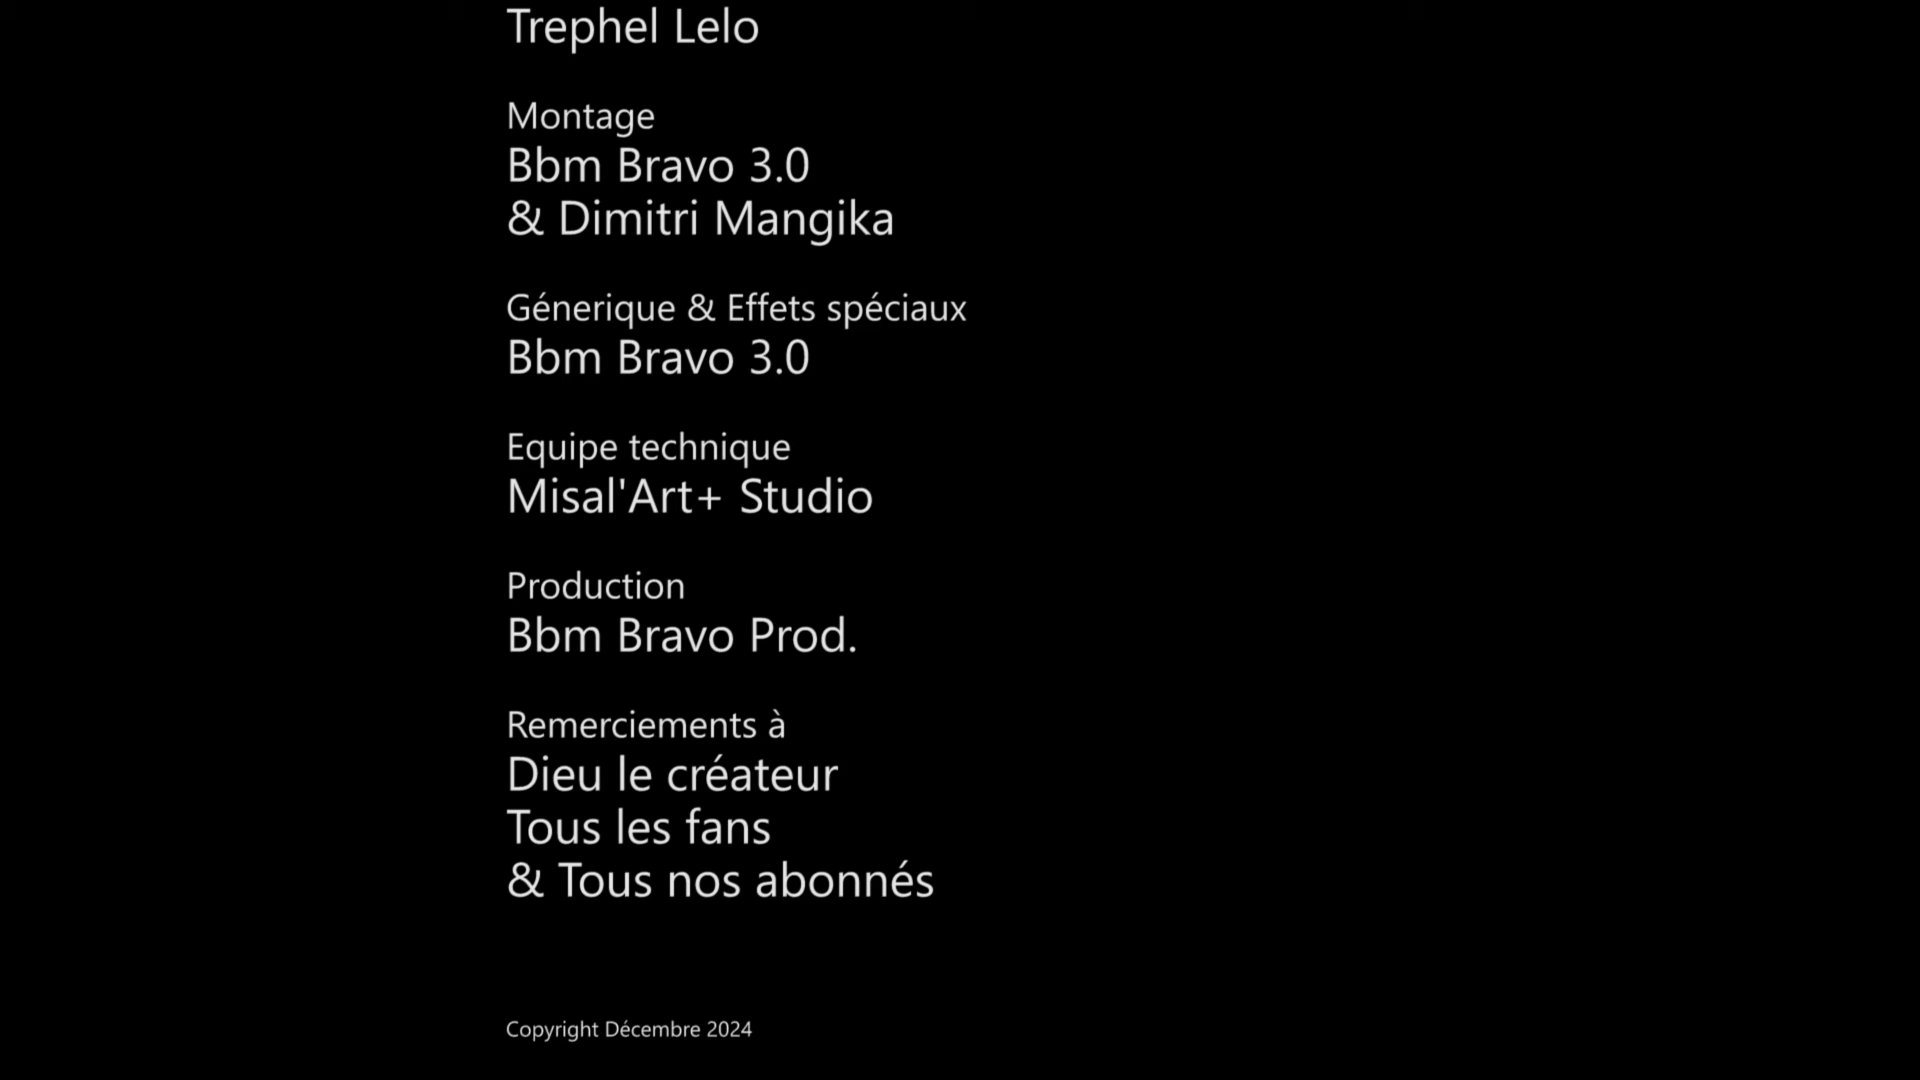 Trephel Lelo
Montage
Bbm Bravo 3.0
& Dimitri Mangika
Génerique & Effets spéciaux
Bbm Bravo 3.0
Equipe technique
Misal'Art+ Studio
Production
Bbm Bravo Prod.
Remerciements à
Dieu le créateur
Tous les fans
& Tous nos abonnés
Copyright Décembre 2024